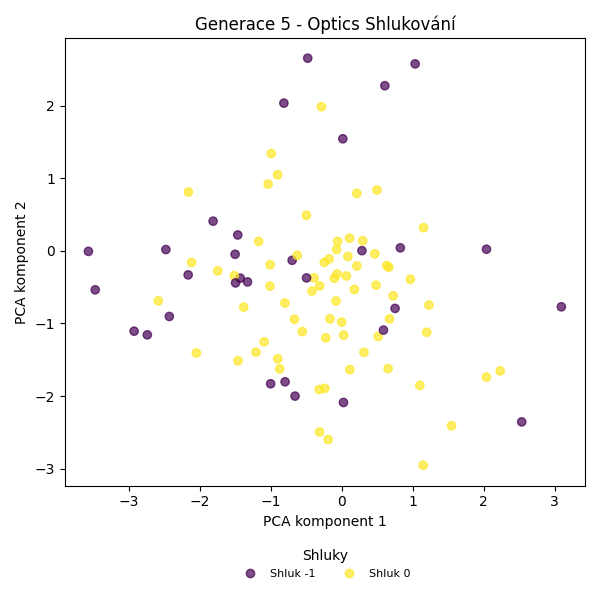 Generace 5 - Optics Shlukování
PCA komponent 2
2
1
0
−1
−2
−3
−3 −2 −1 0 1 2 3
PCA komponent 1
Shluky
Shluk -1 Shluk 0